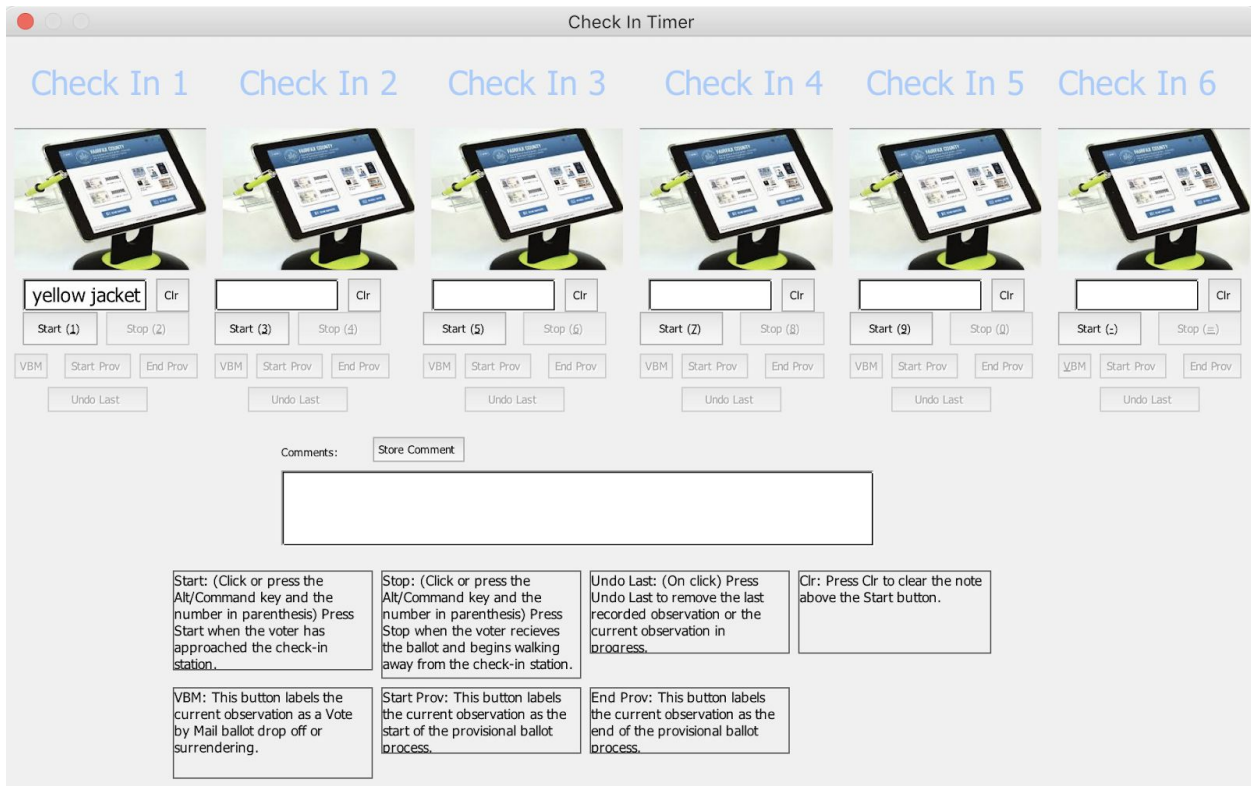 Check In Timer
Check In 1 Check In 2 Check In 3 Check In 4 Check In 5 Check In 6
FAIRFAX COUNTY FAIRFAX COUNTY FAIRFAX COUNTY FAIRFAX COUNTY FAIRFAX COUNTY FAIRFAX COUNTY
yellow jacket Clr Clr Clr Clr Clr Clr
Start (1) Stop (2) Start (3) Stop (4) Start (5) Stop (6) Start (7) Stop (8) Start (9) Stop (0) Start (-) Stop (=)
VBM Start Prov End Prov VBM Start Prov End Prov VBM Start Prov End Prov VBM Start Prov End Prov VBM Start Prov End Prov VBM Start Prov End Prov
Undo Last Undo Last Undo Last Undo Last Undo Last Undo Last
Comments: Store Comment
Start: (Click or press the
Alt/Command key and the
number in parenthesis) Press
Start when the voter has
approached the check-in
station.
Stop: (Click or press the
Alt/Command key and the
number in parenthesis) Press
Stop when the voter recieves
the ballot and begins walking
away from the check-in station.
Undo Last: (On click) Press
Undo Last to remove the last
recorded observation or the
current observation in
progress.
Clr: Press Clr to clear the note
above the Start button.
VBM: This button labels the
current observation as a Vote
by Mail ballot drop off or
surrendering.
Start Prov: This button labels
the current observation as the
start of the provisional ballot
process.
End Prov: This button labels
the current observation as the
end of the provisional ballot
process.